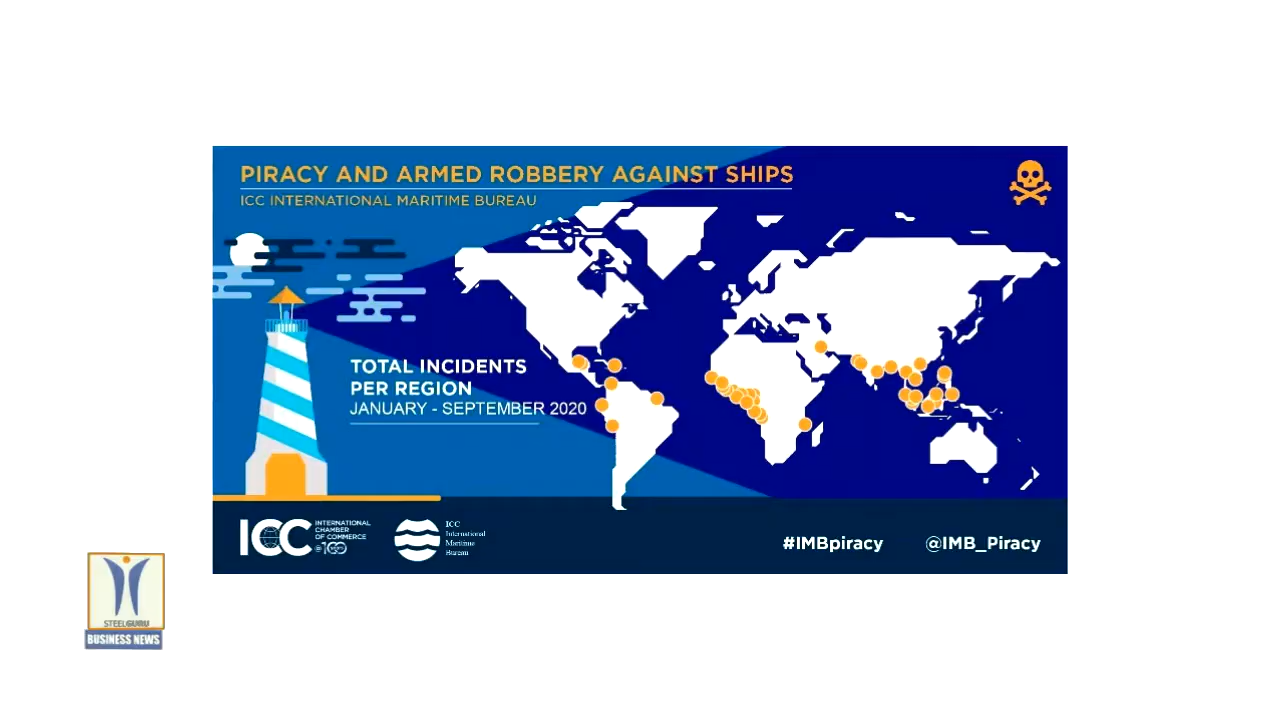 PIRACY AND ARMED ROBBERY AGAINST SHIPS
ICC INTERNATIONAL MARITIME BUREAU
TOTAL INCIDENTS
PER REGION
JANUARY - SEPTEMBER 2020
ICC
INTERNATIONAL
CHAMBER
OF COMMERCE
@100
ICC
International
Maritime
Bureau
#IMBpiracy
@IMB_Piracy
STEELGURU
BUSINESS NEWS